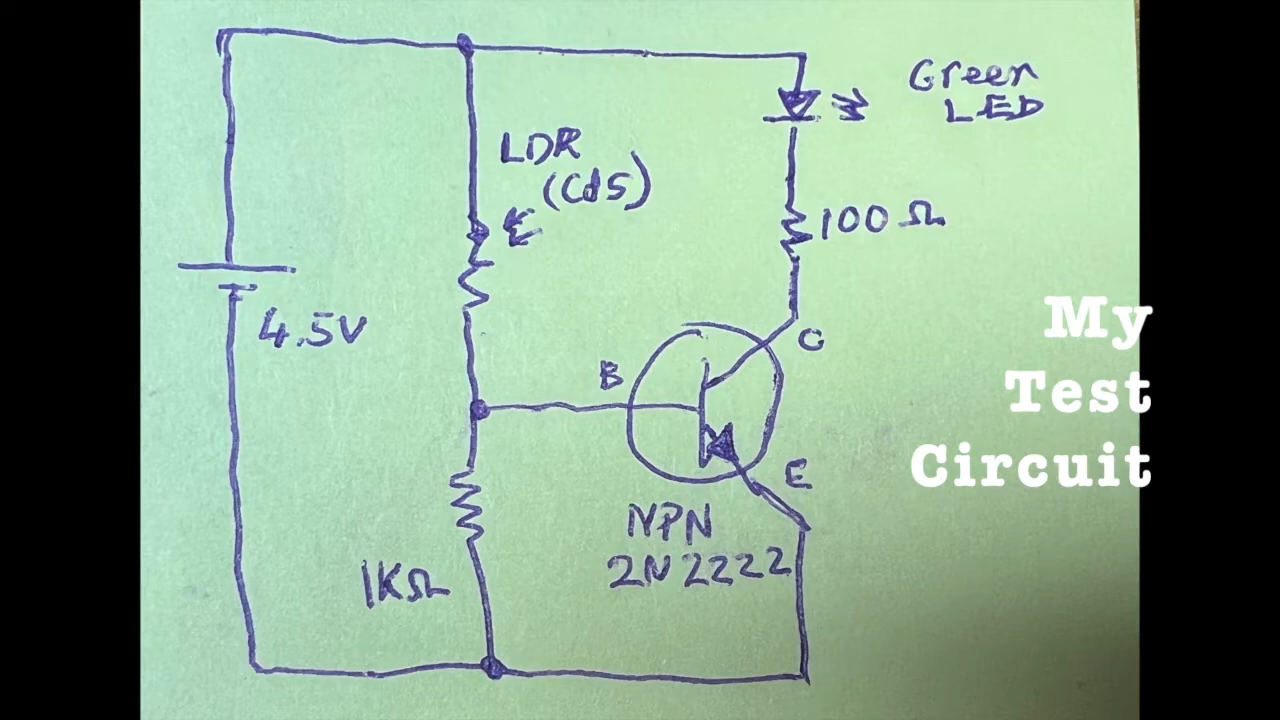 Green
LED
LDR
(CdS)
100Ω
4.5V
C
B
E
NPN
2N2222
1KΩ
My
Test
Circuit